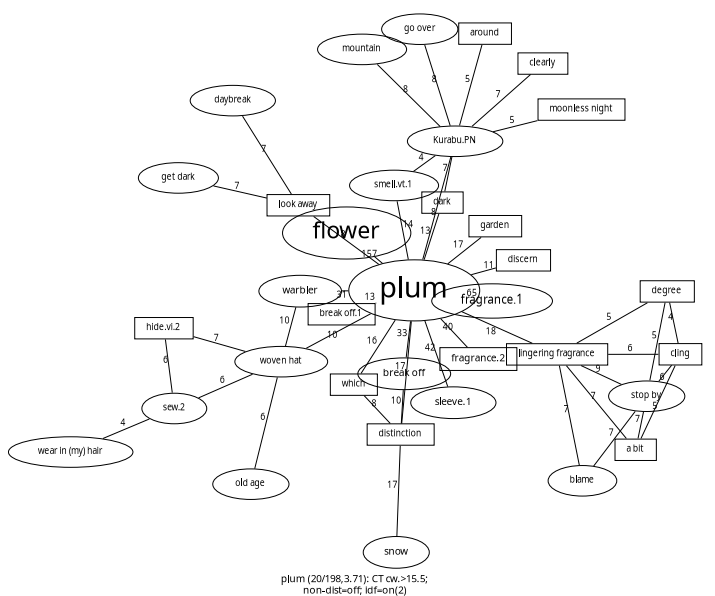 go over
around
mountain
clearly
8
8
5
daybreak
7
moonless night
5
Kurabu.PN
7
4
7
get dark
7
smell.vt.1
look away
dark
8
flower
14
13
garden
17
157
discern
11
plum
65
warbler
31
13
fragrance.1
degree
break off.1
hide.vi.2
10
10
16
33
40
18
5
4
7
42
5
woven hat
17
break off
fragrance.2
lingering fragrance
6
cling
6
6
which
9
6
sew.2
8
10
sleeve.1
7
7
stop by
5
4
6
distinction
7
7
wear in (my) hair
a bit
old age
17
blame
snow
plum (20/198,3.71): CT cw.>15.5;
non-dist=off; idf=on(2)